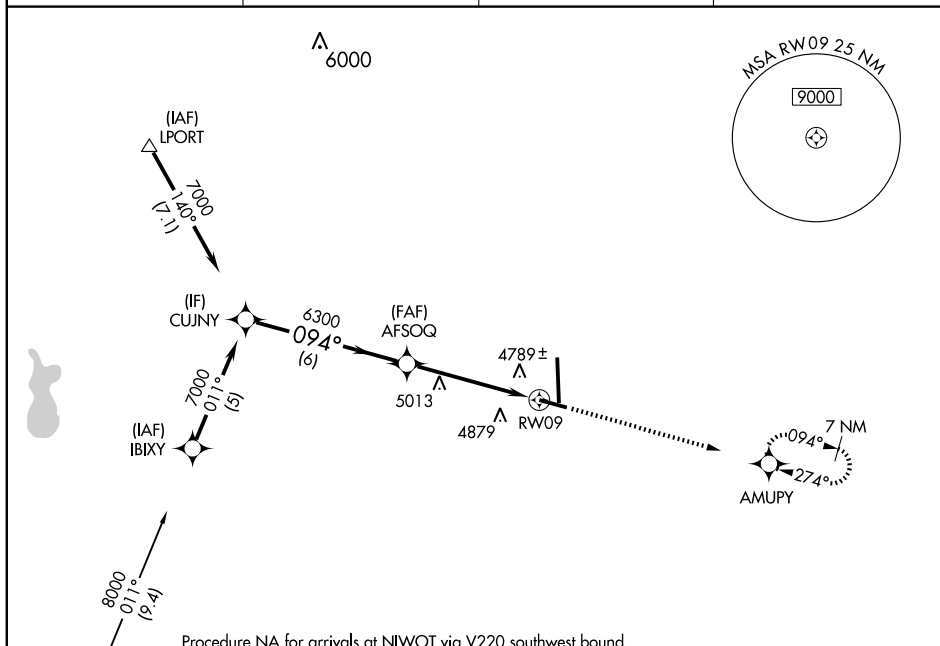 6000
MSA RW09 25 NM
9000
(IAF)
LPORT
7000
140°
(7.1)
(IF)
CUJNY
6300
094°
(6)
(FAF)
AFSOQ
4789±
5013
4879
RW09
7000
011°
(5)
(IAF)
IBIXY
094°
7 NM
274°
AMUPY
8000
011°
(9.4)
Procedure NA for arrivals at NIWOT via V220 southwest bound